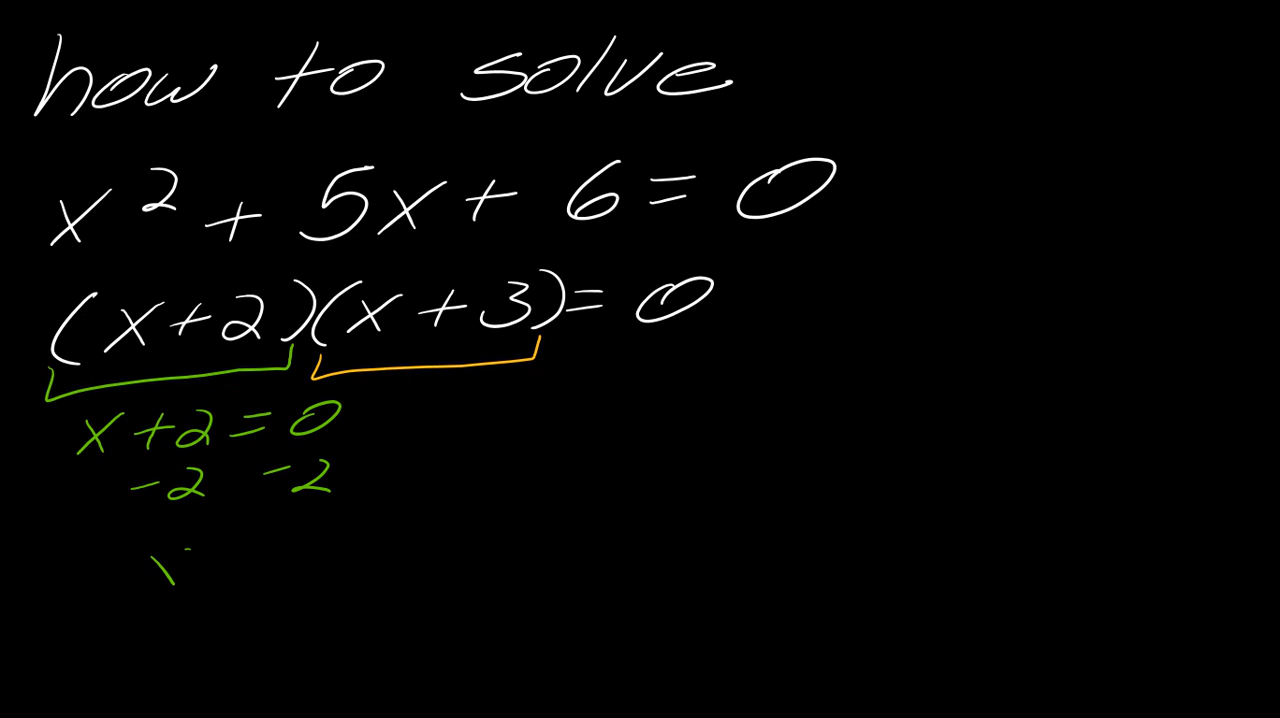 how to solve
x² + 5x + 6 = 0
(x+2)(x+3) = 0
x+2=0
-2 -2